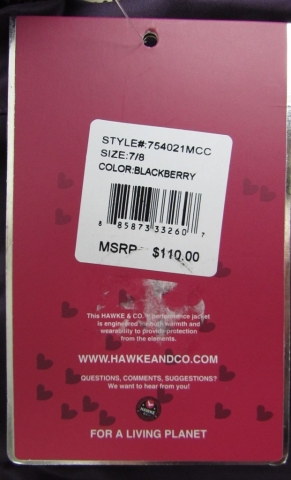 STYLE#:754021MCC
SIZE:7/8
COLOR:BLACKBERRY
8 85873 33260 7
MSRP $110.00
This HAWKE & CO. performance jacket
is engineered through warmth and
wearability to provide protection
from the elements.
WWW.HAWKEANDCO.COM
QUESTIONS, COMMENTS, SUGGESTIONS?
We want to hear from you!
HAWKE
FOR A LIVING PLANET